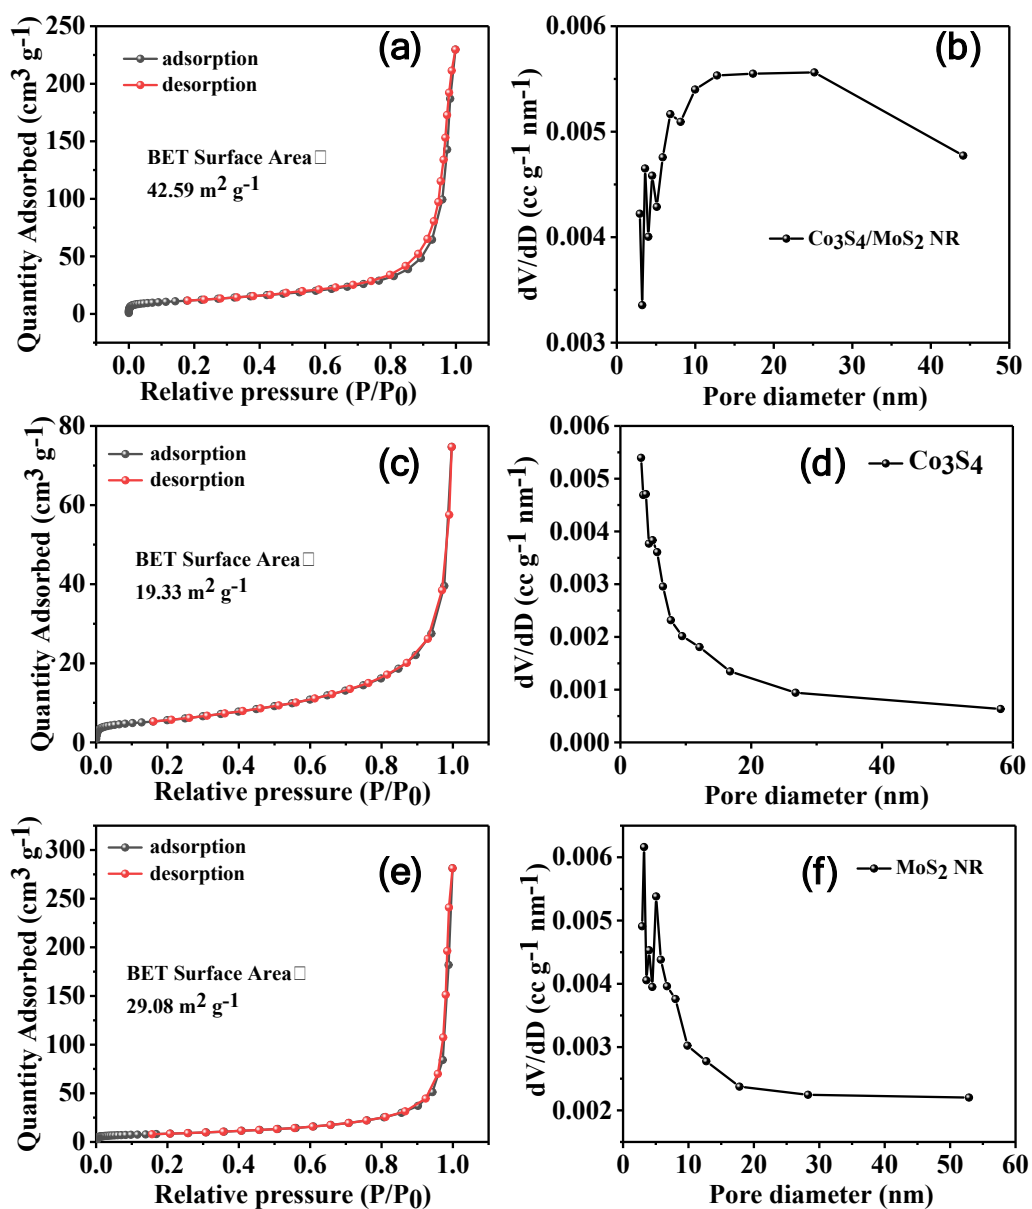 (a)
adsorption
desorption
BET Surface Area□
42.59 m² g⁻¹
Quantity Adsorbed (cm³ g⁻¹)
250
200
150
100
50
0
0.0 0.2 0.4 0.6 0.8 1.0
Relative pressure (P/P₀)
(b)
Co₃S₄/MoS₂ NR
dV/dD (cc g⁻¹ nm⁻¹)
0.006
0.005
0.004
0.003
0 10 20 30 40 50
Pore diameter (nm)
(c)
adsorption
desorption
BET Surface Area□
19.33 m² g⁻¹
Quantity Adsorbed (cm³ g⁻¹)
80
60
40
20
0
0.0 0.2 0.4 0.6 0.8 1.0
Relative pressure (P/P₀)
(d)
Co₃S₄
dV/dD (cc g⁻¹ nm⁻¹)
0.006
0.005
0.004
0.003
0.002
0.001
0.000
0 20 40 60
Pore diameter (nm)
(e)
adsorption
desorption
BET Surface Area□
29.08 m² g⁻¹
Quantity Adsorbed (cm³ g⁻¹)
300
250
200
150
100
50
0
0.0 0.2 0.4 0.6 0.8 1.0
Relative pressure (P/P₀)
(f)
MoS₂ NR
dV/dD (cc g⁻¹ nm⁻¹)
0.006
0.005
0.004
0.003
0.002
0 10 20 30 40 50 60
Pore diameter (nm)